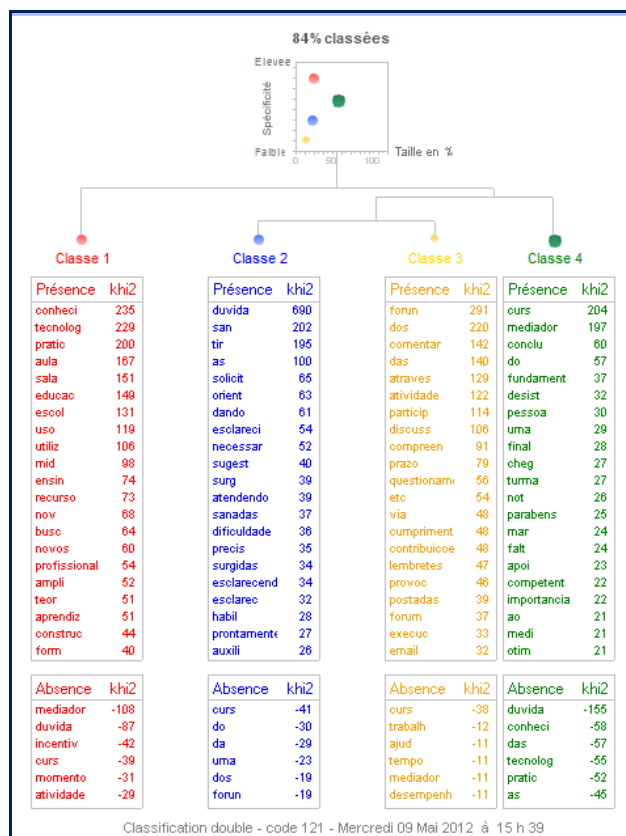 84% classées
Elevée
Spécificité
Faible
0 50 100
Taille en %
Classe 1 Classe 2 Classe 3 Classe 4
Présence khi2 Présence khi2 Présence khi2 Présence khi2
conheci 235 duvida 690 forun 291 curs 204
tecnolog 229 san 202 dos 220 mediador 197
pratic 200 tir 195 comentar 142 conclu 60
aula 167 as 100 das 140 do 57
sala 151 solicit 65 atraves 129 fundament 37
educac 149 orient 63 atividade 122 desist 32
escol 131 dando 61 particip 114 pessoa 30
uso 119 esclareci 54 discuss 106 uma 29
utiliz 106 necessar 52 compreen 91 final 28
mid 98 sugest 40 prazo 79 cheg 27
ensin 74 surg 39 questionam 56 turma 27
recurso 73 atendendo 39 etc 54 not 26
nov 68 sanadas 37 via 48 parabens 25
busc 64 dificuldade 36 cumpriment 48 mar 24
novos 60 precis 35 contribuicoe 48 falt 24
profissional 54 surgidas 34 lembretes 47 apoi 23
ampli 52 esclarecend 34 provoc 46 competent 22
teor 51 esclarec 32 postadas 39 importancia 22
aprendiz 51 habil 28 forum 37 ao 21
construc 44 prontamente 27 execuc 33 medi 21
form 40 auxili 26 email 32 otim 21
Absence khi2 Absence khi2 Absence khi2 Absence khi2
mediador -108 curs -41 curs -38 duvida -155
duvida -87 do -30 trabalh -12 conheci -58
incentiv -42 da -29 ajud -11 das -57
curs -39 uma -23 tempo -11 tecnolog -55
momento -31 dos -19 mediador -11 pratic -52
atividade -29 forun -19 desempenh -11 as -45
Classification double - code 121 - Mercredi 09 Mai 2012 à 15 h 39